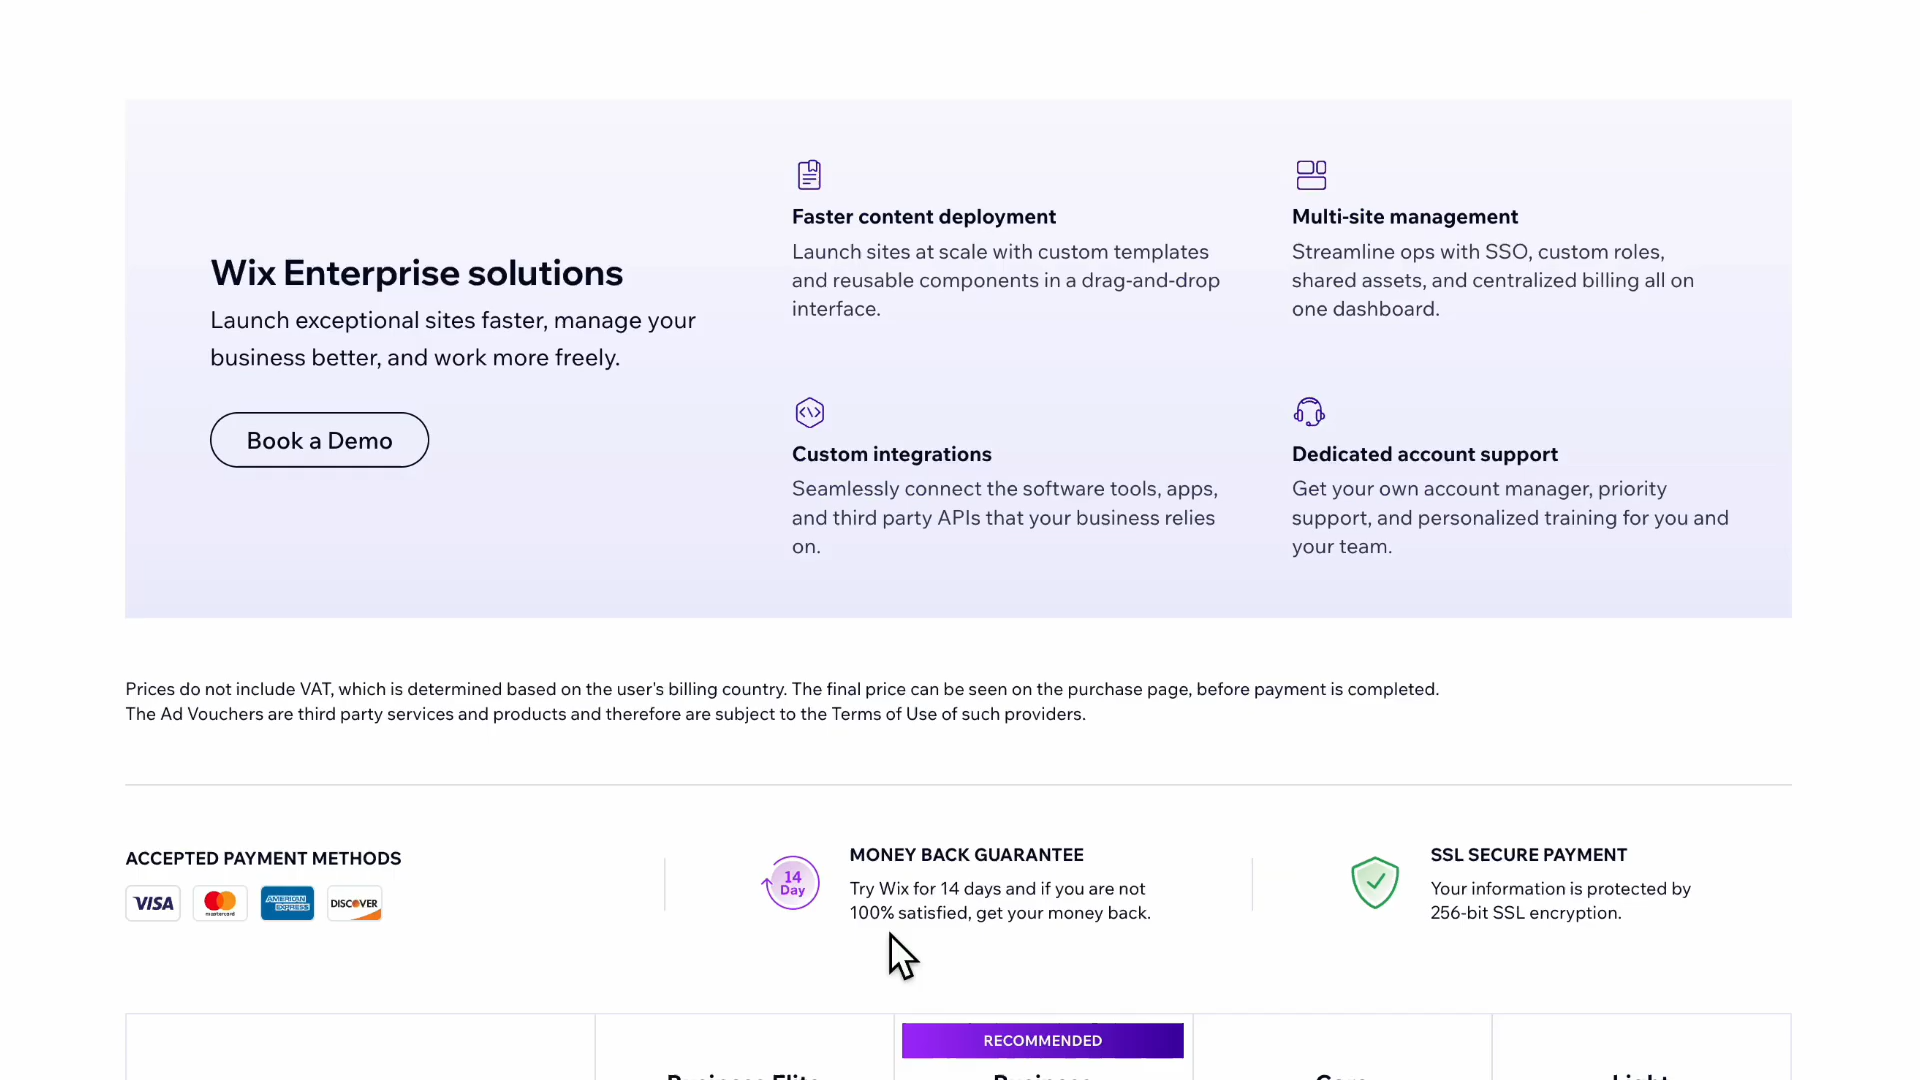 Wix Enterprise solutions
Launch exceptional sites faster, manage your
business better, and work more freely.
Book a Demo
Faster content deployment
Launch sites at scale with custom templates
and reusable components in a drag-and-drop
interface.
Multi-site management
Streamline ops with SSO, custom roles,
shared assets, and centralized billing all on
one dashboard.
Custom integrations
Seamlessly connect the software tools, apps,
and third party APIs that your business relies
on.
Dedicated account support
Get your own account manager, priority
support, and personalized training for you and
your team.
Prices do not include VAT, which is determined based on the user's billing country. The final price can be seen on the purchase page, before payment is completed.
The Ad Vouchers are third party services and products and therefore are subject to the Terms of Use of such providers.
ACCEPTED PAYMENT METHODS
VISA
mastercard
AMERICAN
EXPRESS
DISCOVER
14
Day
MONEY BACK GUARANTEE
Try Wix for 14 days and if you are not
100% satisfied, get your money back.
SSL SECURE PAYMENT
Your information is protected by
256-bit SSL encryption.
RECOMMENDED
Business Elite
Business
Core
Light